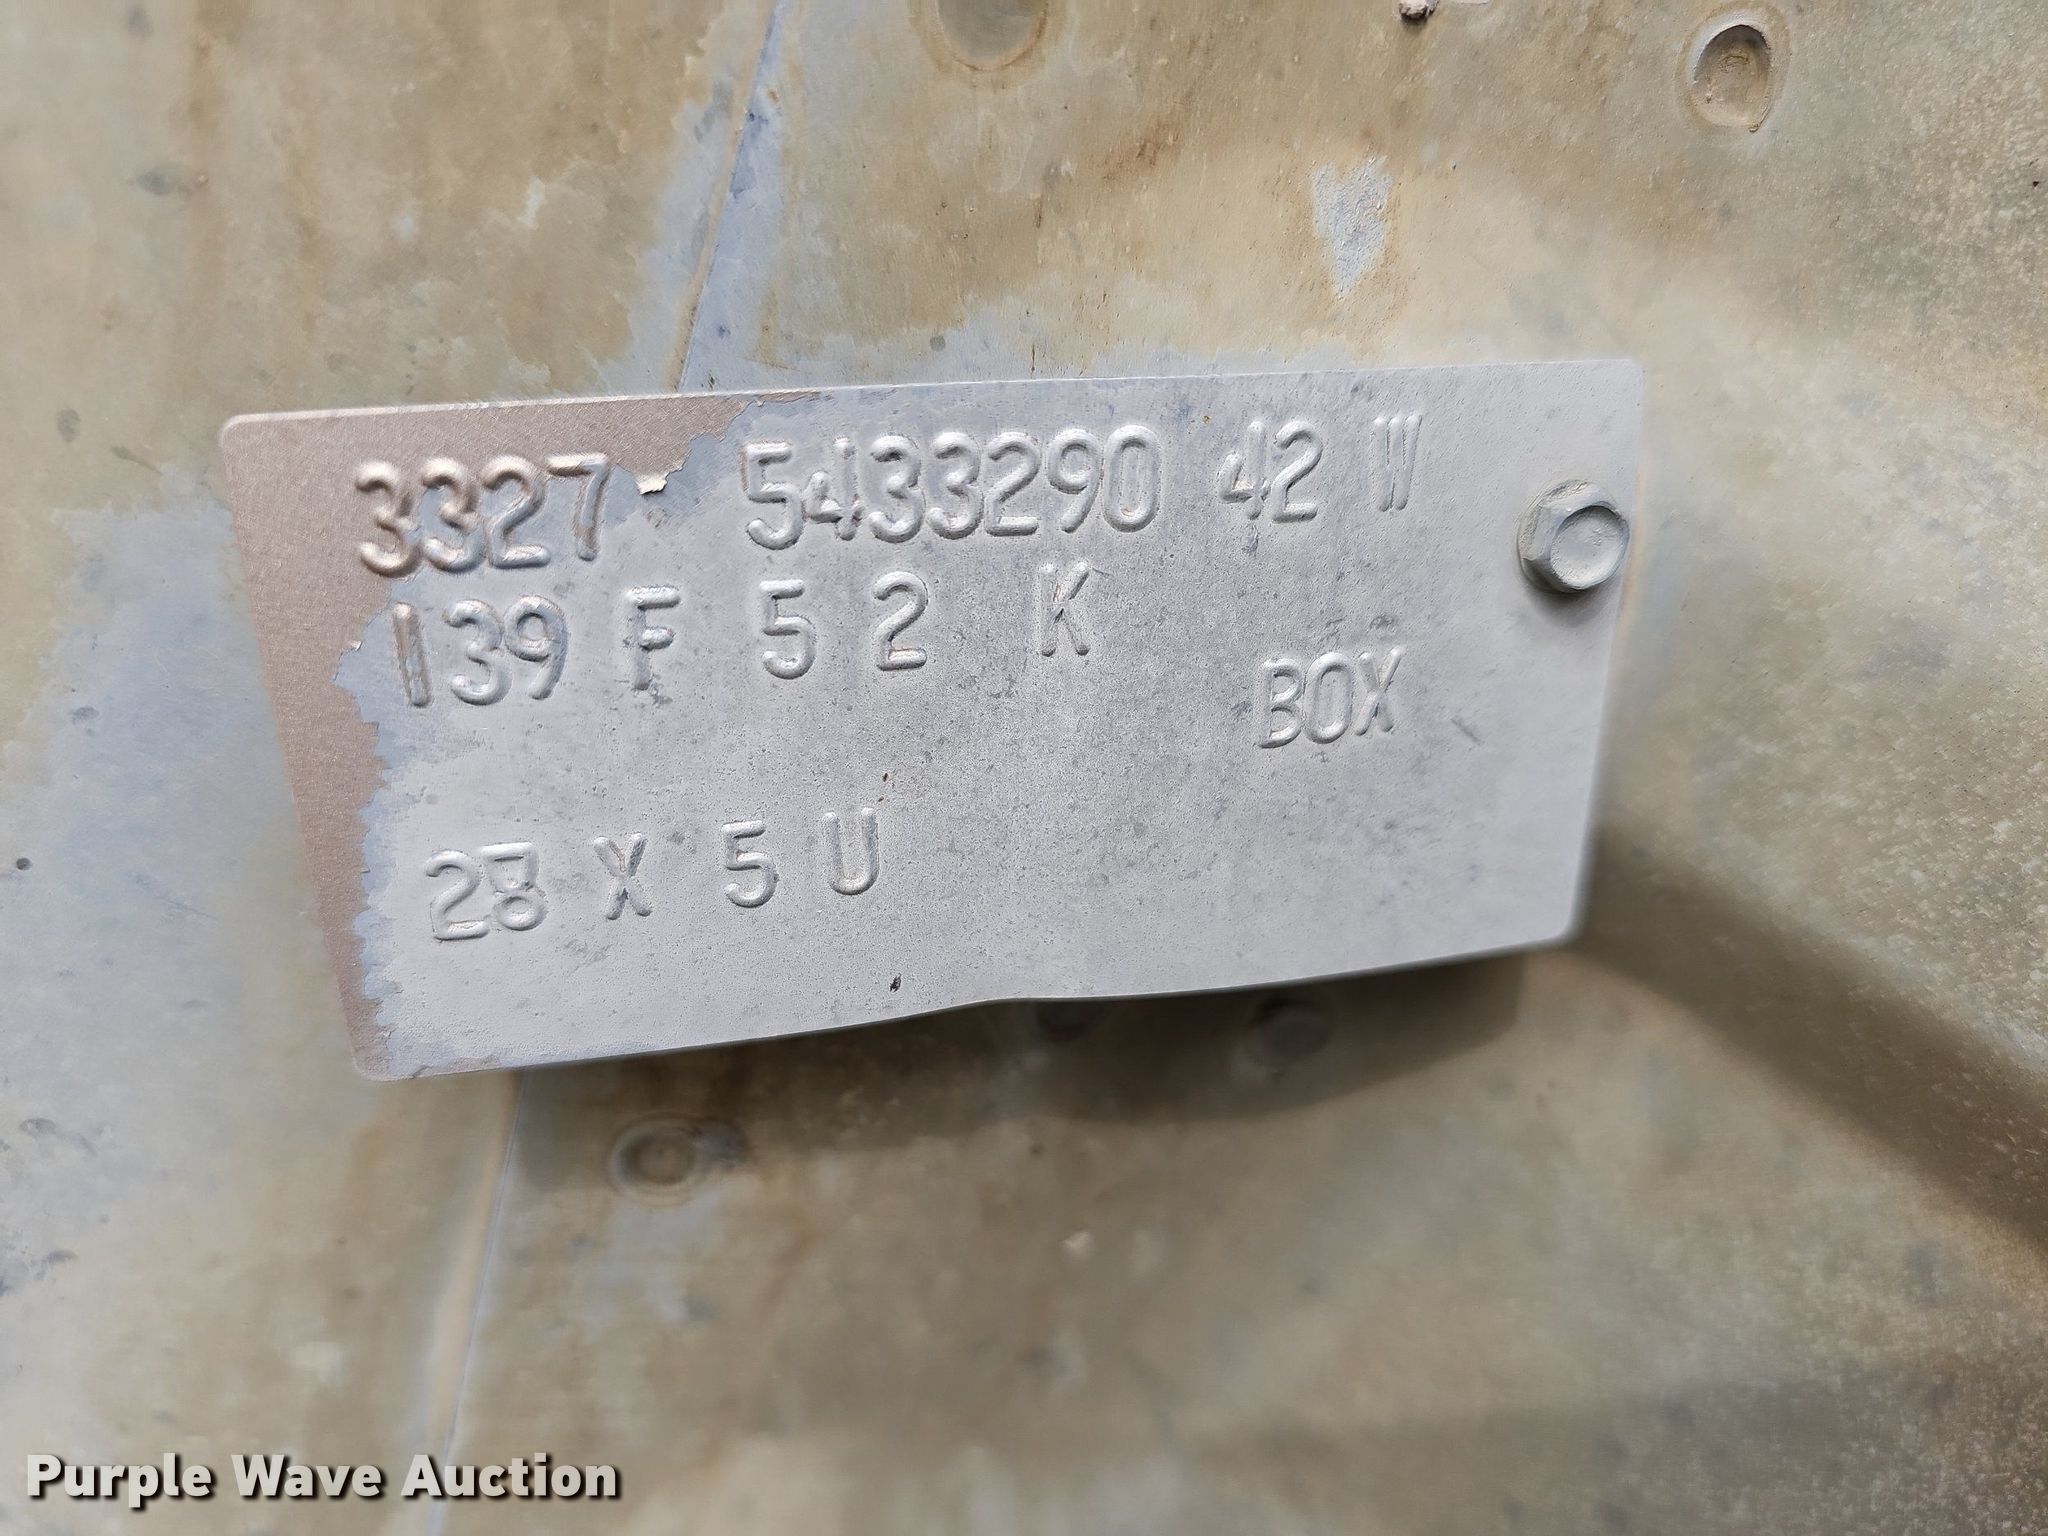 3327 5433290 42 W
139 F 5 2 K
BOX
28 X 5 U
Purple Wave Auction